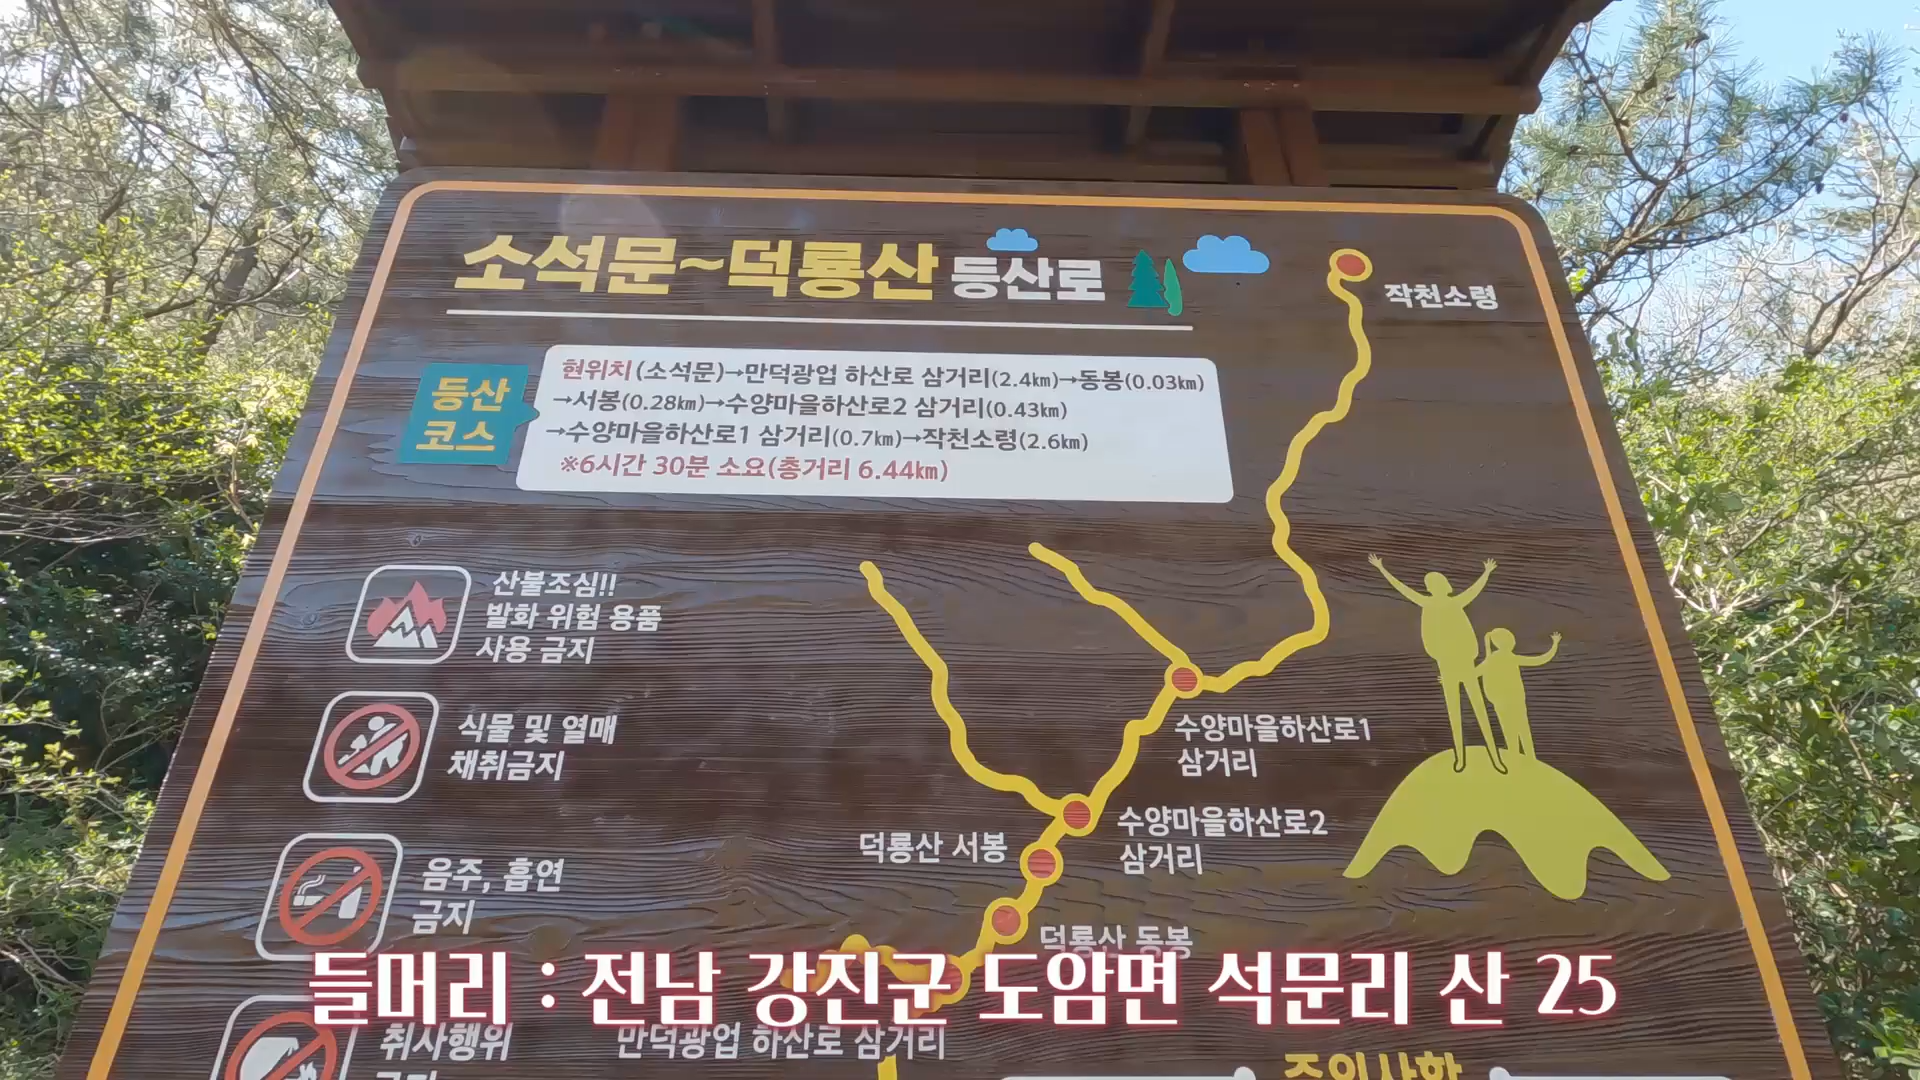 소석문~덕룡산 등산로
작천소령
등산
코스
현위치 (소석문)→만덕광업 하산로 삼거리(2.4㎞)→동봉(0.03㎞)
→서봉(0.28㎞)→수양마을하산로2 삼거리(0.43㎞)
→수양마을하산로1 삼거리(0.7㎞)→작천소령(2.6㎞)
※6시간 30분 소요(총거리 6.44㎞)
산불조심!!
발화 위험 용품
사용 금지
식물 및 열매
채취금지
수양마을하산로1
삼거리
수양마을하산로2
삼거리
덕룡산 서봉
음주, 흡연
금지
덕룡산 동봉
들머리 : 전남 강진군 도암면 석문리 산 25
취사행위
만덕광업 하산로 삼거리
주의사항